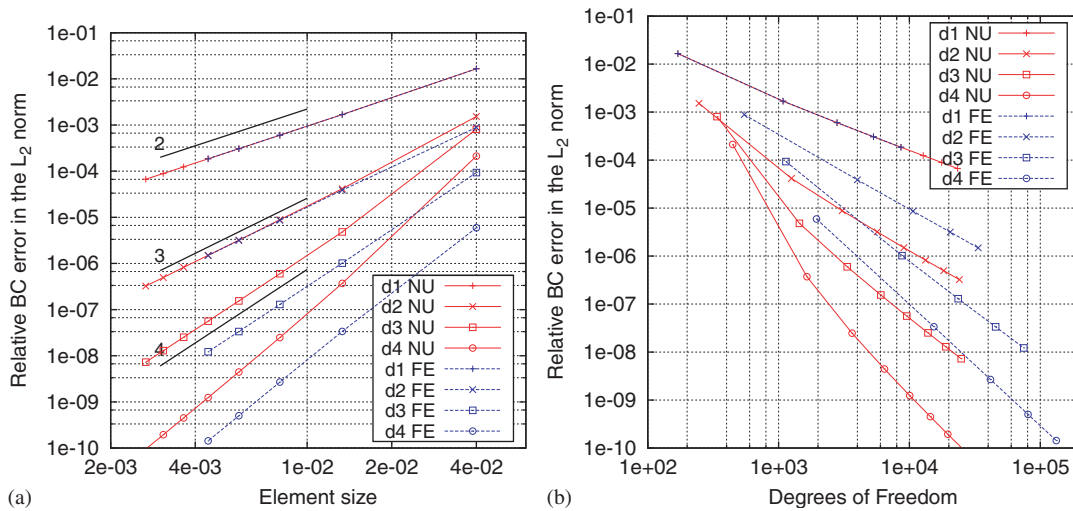 Relative BC error in the L2 norm
1e-01
1e-02
1e-03
1e-04
1e-05
1e-06
1e-07
1e-08
1e-09
1e-10
2
3
4
d1 NU
d2 NU
d3 NU
d4 NU
d1 FE
d2 FE
d3 FE
d4 FE
2e-03
4e-03
1e-02
2e-02
4e-02
Element size
(a)
Relative BC error in the L2 norm
1e-01
1e-02
1e-03
1e-04
1e-05
1e-06
1e-07
1e-08
1e-09
1e-10
d1 NU
d2 NU
d3 NU
d4 NU
d1 FE
d2 FE
d3 FE
d4 FE
1e+02
1e+03
1e+04
1e+05
Degrees of Freedom
(b)